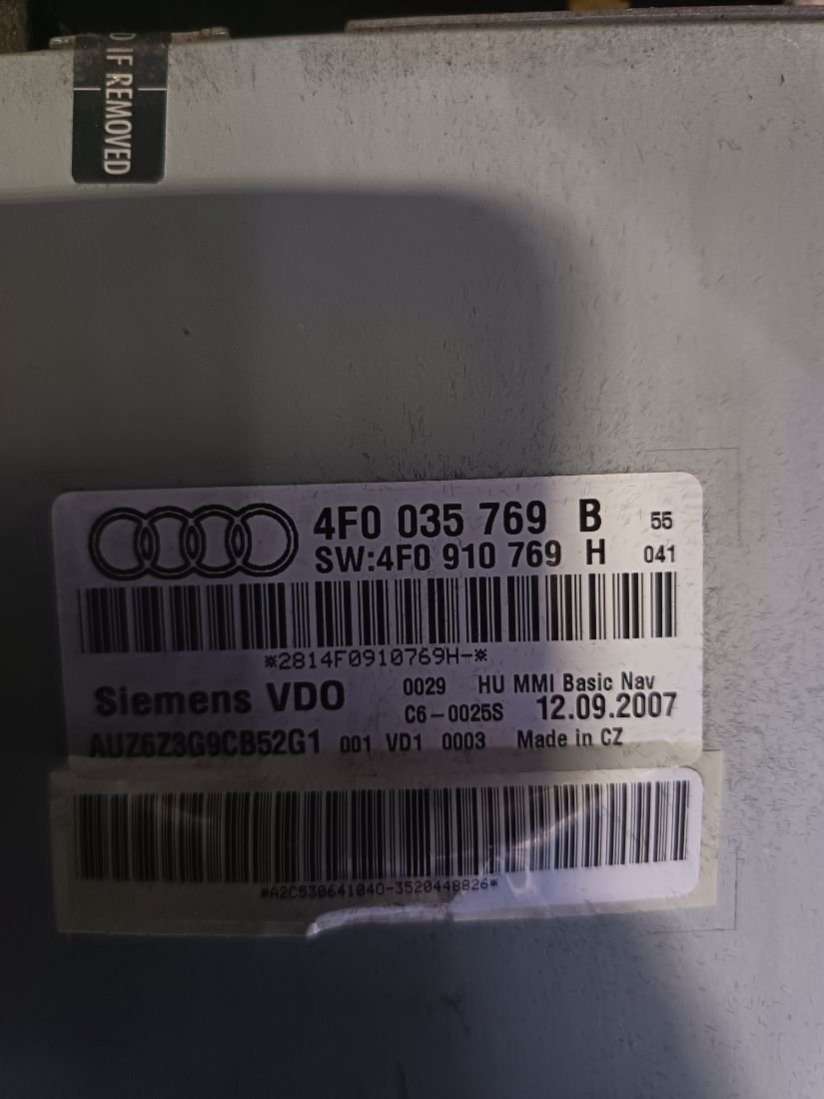 D IF REMOVED
4F0 035 769 B 55
SW:4F0 910 769 H 041
*2814F0910769H-*
Siemens VDO 0029 HU MMI Basic Nav
C6-0025S 12.09.2007
AUZ6Z3G9CB52G1 001 VD1 0003 Made in CZ
*A2C530641040-3520448826*